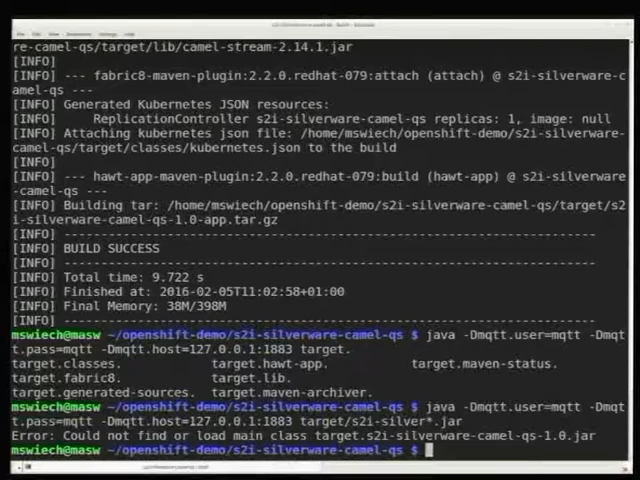 re-camel-qs/target/lib/camel-stream-2.14.1.jar
[INFO]
[INFO] --- fabric8-maven-plugin:2.2.0.redhat-079:attach (attach) @ s2i-silverware-c
amel-qs ---
[INFO] Generated Kubernetes JSON resources:
[INFO]     ReplicationController s2i-silverware-camel-qs replicas: 1, image: null
[INFO] Attaching kubernetes json file: /home/mswiech/openshift-demo/s2i-silverware-
camel-qs/target/classes/kubernetes.json to the build
[INFO]
[INFO] --- hawt-app-maven-plugin:2.2.0.redhat-079:build (hawt-app) @ s2i-silverware
-camel-qs ---
[INFO] Building tar: /home/mswiech/openshift-demo/s2i-silverware-camel-qs/target/s2
i-silverware-camel-qs-1.0-app.tar.gz
[INFO] ------------------------------------------------------------------------
[INFO] BUILD SUCCESS
[INFO] ------------------------------------------------------------------------
[INFO] Total time: 9.722 s
[INFO] Finished at: 2016-02-05T11:02:58+01:00
[INFO] Final Memory: 38M/398M
[INFO] ------------------------------------------------------------------------
mswiech@masw ~/openshift-demo/s2i-silverware-camel-qs $ java -Dmqtt.user=mqtt -Dmqt
t.pass=mqtt -Dmqtt.host=127.0.0.1:1883 target.
target.classes. target.hawt-app. target.maven-status.
target.fabric8. target.lib.
target.generated-sources. target.maven-archiver.
mswiech@masw ~/openshift-demo/s2i-silverware-camel-qs $ java -Dmqtt.user=mqtt -Dmqt
t.pass=mqtt -Dmqtt.host=127.0.0.1:1883 target/s2i-silver*.jar
Error: Could not find or load main class target.s2i-silverware-camel-qs-1.0.jar
mswiech@masw ~/openshift-demo/s2i-silverware-camel-qs $